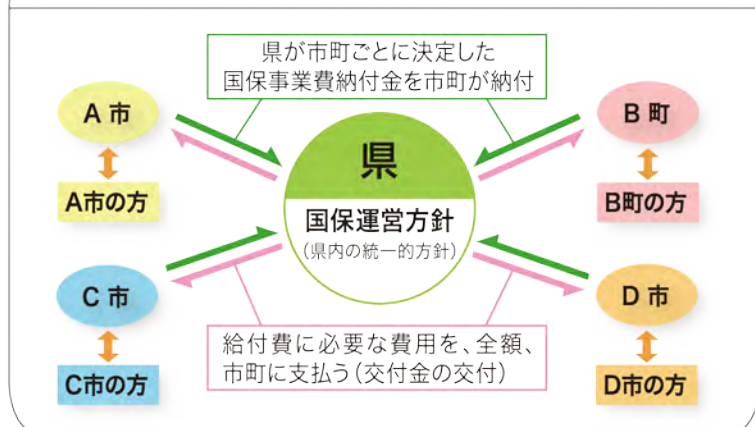 県が市町ごとに決定した
国保事業費納付金を市町が納付
A 市
B 町
県
A市の方
B町の方
国保運営方針
（県内の統一的方針）
C 市
D 市
給付費に必要な費用を、全額、
市町に支払う（交付金の交付）
C市の方
D市の方